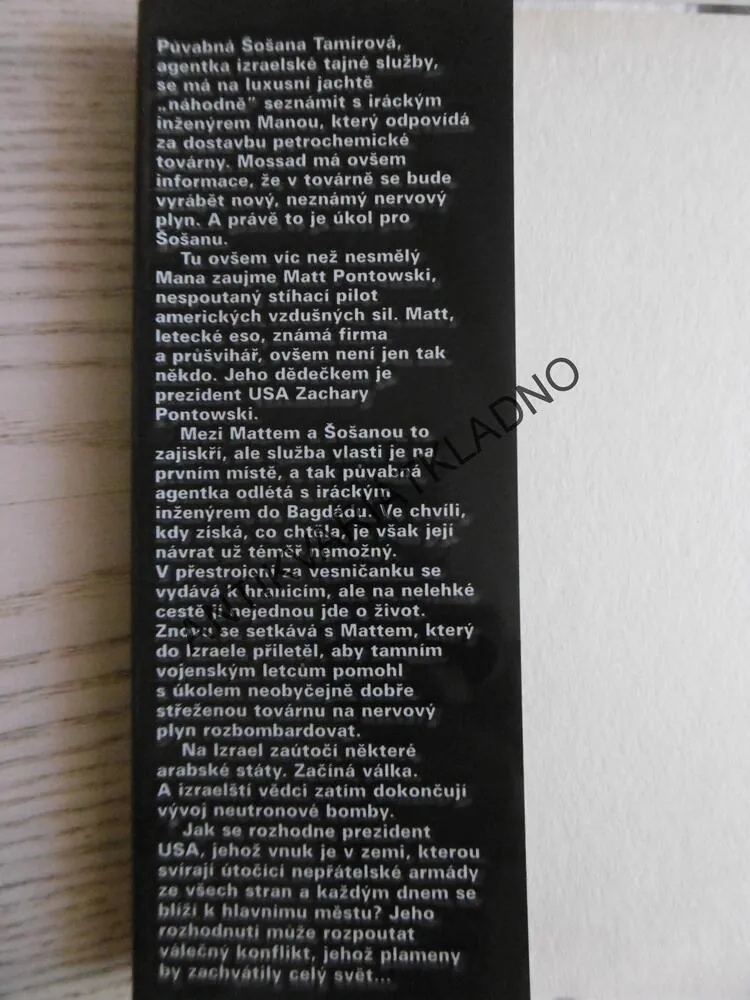 Půvabná Šošana Tamírová,
agentka izraelské tajné služby,
se má na luxusní jachtě
„náhodně” seznámit s iráckým
inženýrem Manou, který odpovídá
za dostavbu petrochemické
továrny. Mossad má ovšem
informace, že v továrně se bude
vyrábět nový, neznámý nervový
plyn. A právě to je úkol pro
Šošanu.
Tu ovšem víc než nesmělý
Mana zaujme Matt Pontowski,
nespoutaný stíhací pilot
amerických vzdušných sil. Matt,
letecké eso, známá firma
a průšvihář, ovšem není jen tak
někdo. Jeho dědečkem je
prezident USA Zachary
Pontowski.
Mezi Mattem a Šošanou to
zajiskří, ale služba vlasti je na
prvním místě, a tak půvabná
agentka odlétá s iráckým
inženýrem do Bagdádu. Ve chvíli,
kdy získá, co chtěla, je však její
návrat už téměř nemožný.
V přestrojení za vesničanku se
vydává k hranicím, ale na nelehké
cestě jí nejednou jde o život.
Znovu se setkává s Mattem, který
do Izraele přiletěl, aby tamním
vojenským letcům pomohl
s úkolem neobyčejně dobře
střeženou továrnu na nervový
plyn rozbombardovat.
Na Izrael zaútočí některé
arabské státy. Začíná válka.
A izraelští vědci zatím dokončují
vývoj neutronové bomby.
Jak se rozhodne prezident
USA, jehož vnuk je v zemi, kterou
svírají útočící nepřátelské armády
ze všech stran a každým dnem se
blíží k hlavnímu městu? Jeho
rozhodnutí může rozpoutat
válečný konflikt, jehož plameny
by zachvátily celý svět...
ANTIKVARIATKLADNO